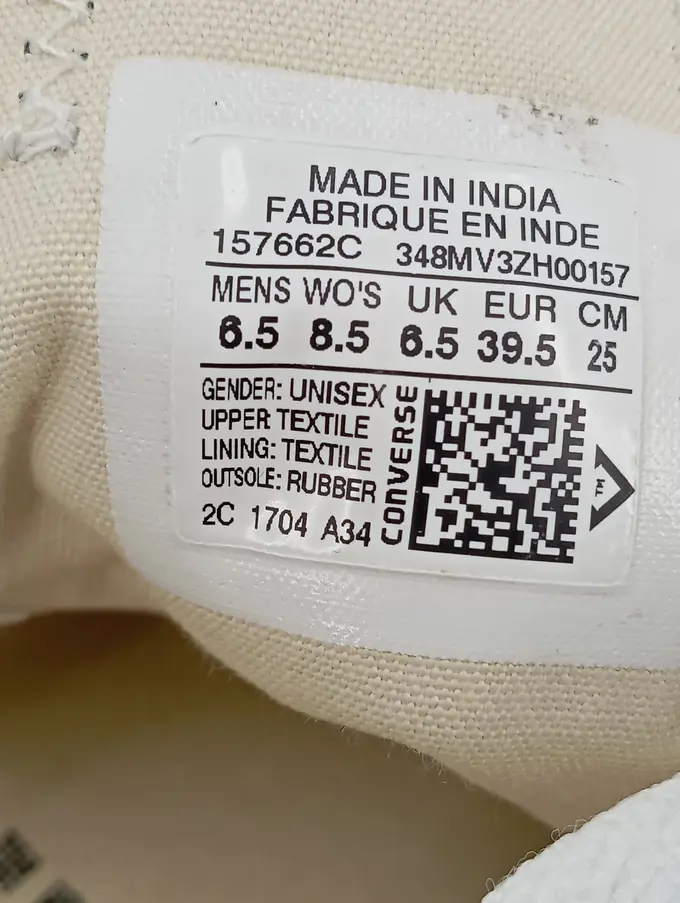 MADE IN INDIA
FABRIQUE EN INDE
157662C 348MV3ZH00157
MENS WO'S UK EUR CM
6.5 8.5 6.5 39.5 25
GENDER: UNISEX
UPPER TEXTILE
LINING: TEXTILE
OUTSOLE: RUBBER
2C 1704 A34
CONVERSE
TM